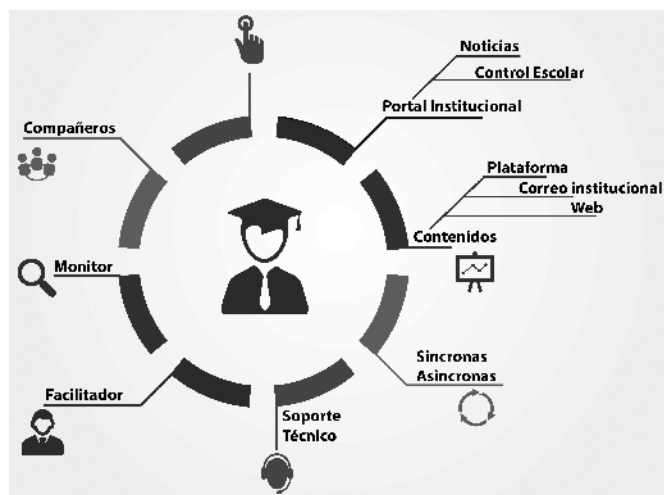 Noticias
Control Escolar
Portal Institucional
Compañeros
Plataforma
Correo institucional
Web
Contenidos
Monitor
Sincronas
Asincronas
Facilitador
Soporte
Técnico